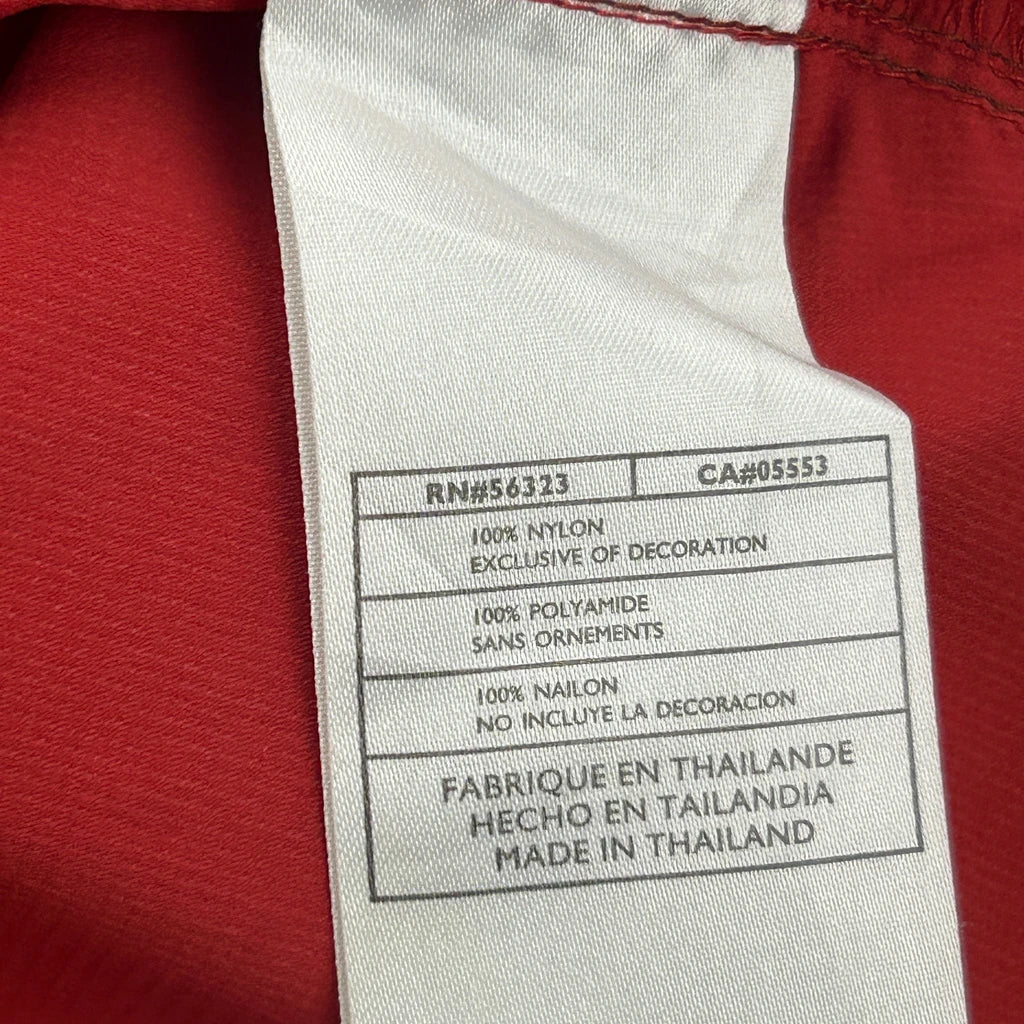 RN#56323 CA#05553
100% NYLON
EXCLUSIVE OF DECORATION
100% POLYAMIDE
SANS ORNEMENTS
100% NAILON
NO INCLUYE LA DECORACION
FABRIQUE EN THAILANDE
HECHO EN TAILANDIA
MADE IN THAILAND